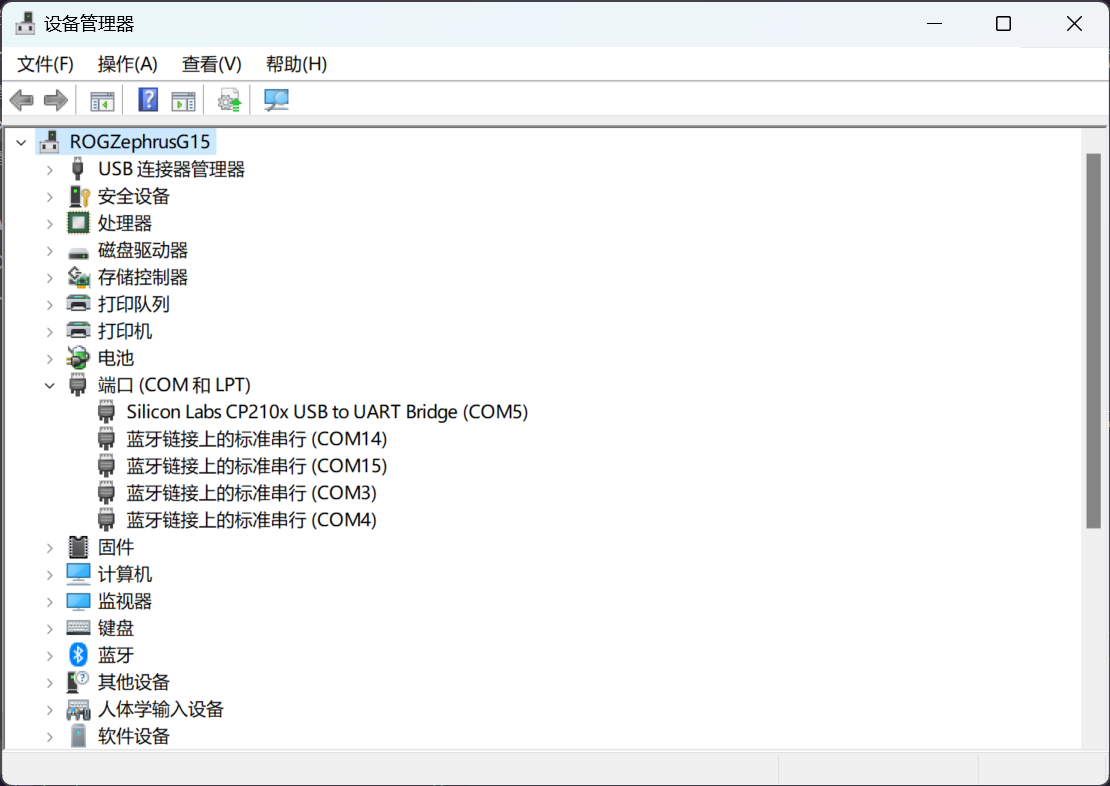 设备管理器
文件(F) 操作(A) 查看(V) 帮助(H)
ROGZephrusG15
USB 连接器管理器
安全设备
处理器
磁盘驱动器
存储控制器
打印队列
打印机
电池
端口 (COM 和 LPT)
Silicon Labs CP210x USB to UART Bridge (COM5)
蓝牙链接上的标准串行 (COM14)
蓝牙链接上的标准串行 (COM15)
蓝牙链接上的标准串行 (COM3)
蓝牙链接上的标准串行 (COM4)
固件
计算机
监视器
键盘
蓝牙
其他设备
人体学输入设备
软件设备